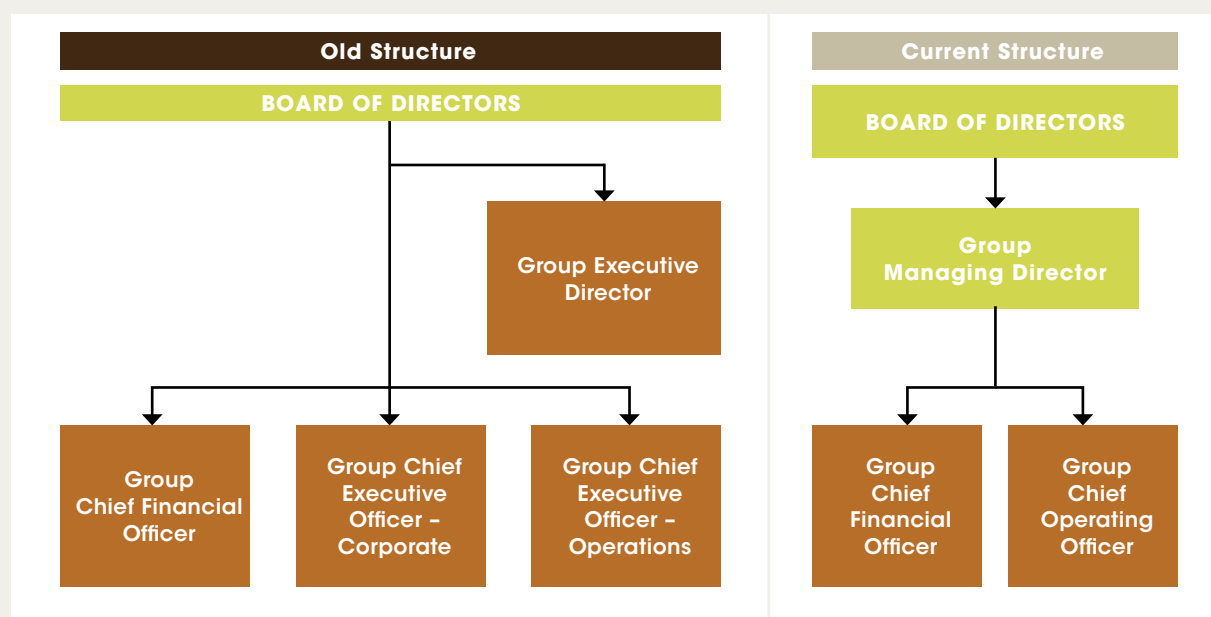 Old Structure
BOARD OF DIRECTORS
Group Executive
Director
Group
Chief Financial
Officer
Group Chief
Executive
Officer –
Corporate
Group Chief
Executive
Officer –
Operations
Current Structure
BOARD OF DIRECTORS
Group
Managing Director
Group
Chief
Financial
Officer
Group
Chief
Operating
Officer